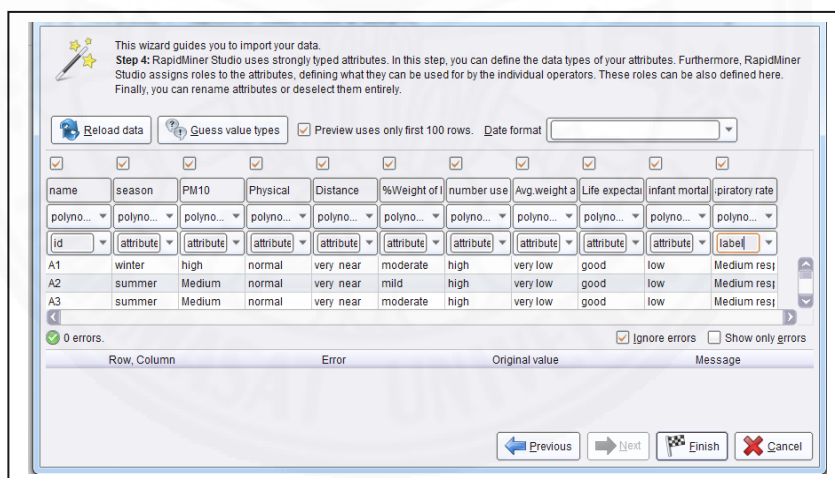 This wizard guides you to import your data.
Step 4: RapidMiner Studio uses strongly typed attributes. In this step, you can define the data types of your attributes. Furthermore, RapidMiner
Studio assigns roles to the attributes, defining what they can be used for by the individual operators. These roles can be also defined here.
Finally, you can rename attributes or deselect them entirely.
Reload data Guess value types Preview uses only first 100 rows. Date format
name season PM10 Physical Distance %Weight of l number use Avg.weight a Life expectar infant mortal piratory rate
polyno... polyno... polyno... polyno... polyno... polyno... polyno... polyno... polyno... polyno... polyno...
id attribute attribute attribute attribute attribute attribute attribute attribute attribute label
A1 winter high normal very near moderate high very low good low Medium resp
A2 summer Medium normal very near mild high very low good low Medium resp
A3 summer Medium normal very near moderate high very low good low Medium resp
0 errors. Ignore errors Show only errors
Row, Column Error Original value Message
Previous Next Finish Cancel